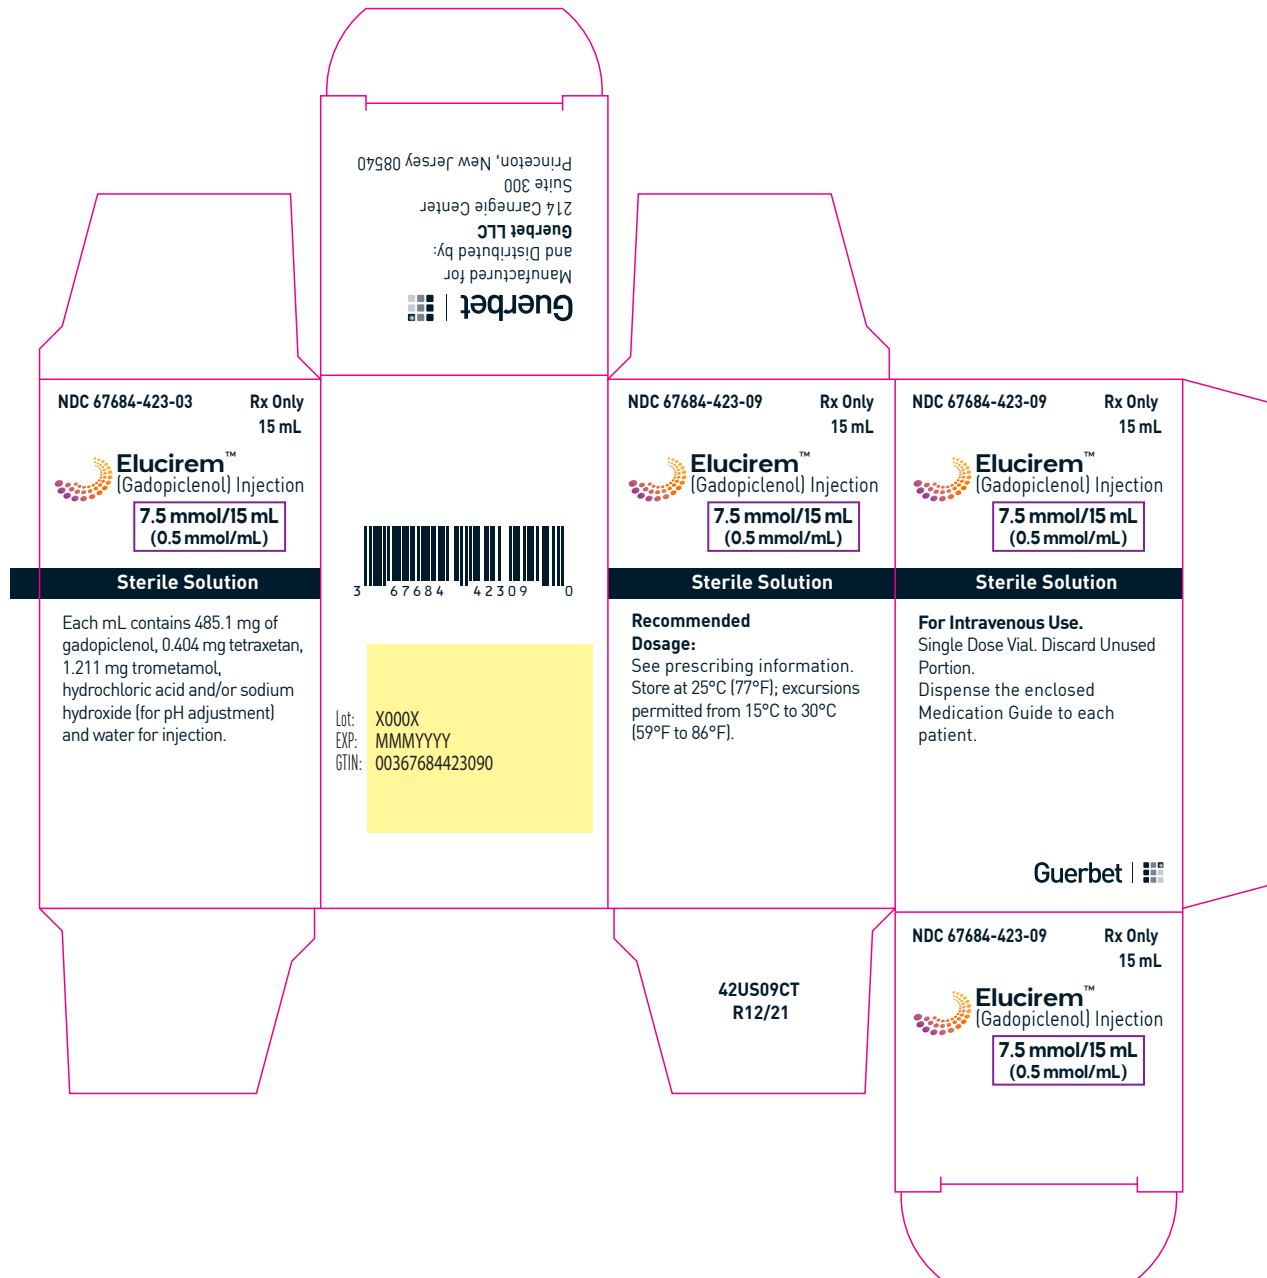 Guerbet
Manufactured for
and Distributed by:
Guerbet LLC
214 Carnegie Center
Suite 300
Princeton, New Jersey 08540
NDC 67684-423-03 Rx Only
15 mL
Elucirem™
(Gadopiclenol) Injection
7.5 mmol/15 mL
(0.5 mmol/mL)
Sterile Solution
Each mL contains 485.1 mg of
gadopiclenol, 0.404 mg tetraxetan,
1.211 mg trometamol,
hydrochloric acid and/or sodium
hydroxide (for pH adjustment)
and water for injection.
3 67684 42309 0
Lot: X000X
EXP: MMMYYYY
GTIN: 00367684423090
NDC 67684-423-09 Rx Only
15 mL
Elucirem™
(Gadopiclenol) Injection
7.5 mmol/15 mL
(0.5 mmol/mL)
Sterile Solution
Recommended
Dosage:
See prescribing information.
Store at 25°C (77°F); excursions
permitted from 15°C to 30°C
(59°F to 86°F).
42US09CT
R12/21
NDC 67684-423-09 Rx Only
15 mL
Elucirem™
(Gadopiclenol) Injection
7.5 mmol/15 mL
(0.5 mmol/mL)
Sterile Solution
For Intravenous Use.
Single Dose Vial. Discard Unused
Portion.
Dispense the enclosed
Medication Guide to each
patient.
Guerbet
NDC 67684-423-09 Rx Only
15 mL
Elucirem™
(Gadopiclenol) Injection
7.5 mmol/15 mL
(0.5 mmol/mL)